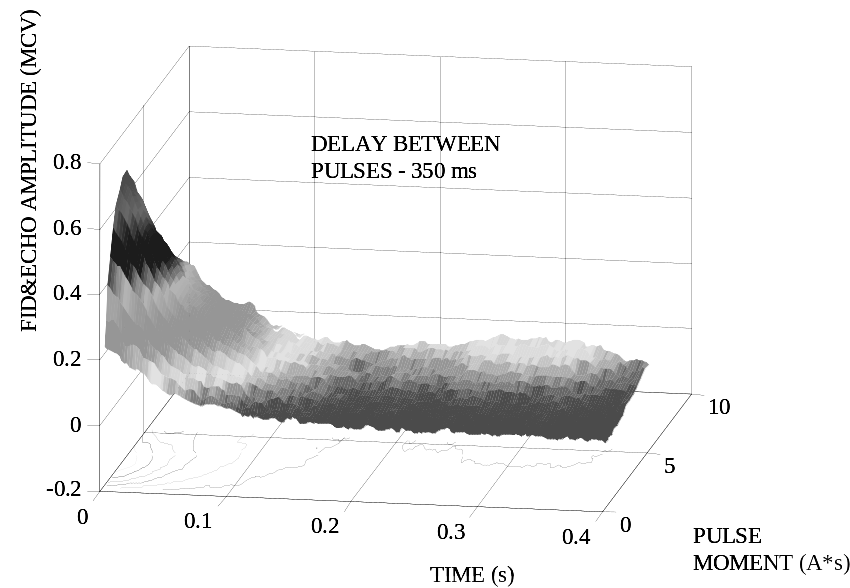 FID&ECHO AMPLITUDE (MCV)
DELAY BETWEEN
PULSES - 350 ms
0.8
0.6
0.4
0.2
0
-0.2
0
0.1
0.2
0.3
0.4
0
5
10
TIME (s)
PULSE
MOMENT (A*s)